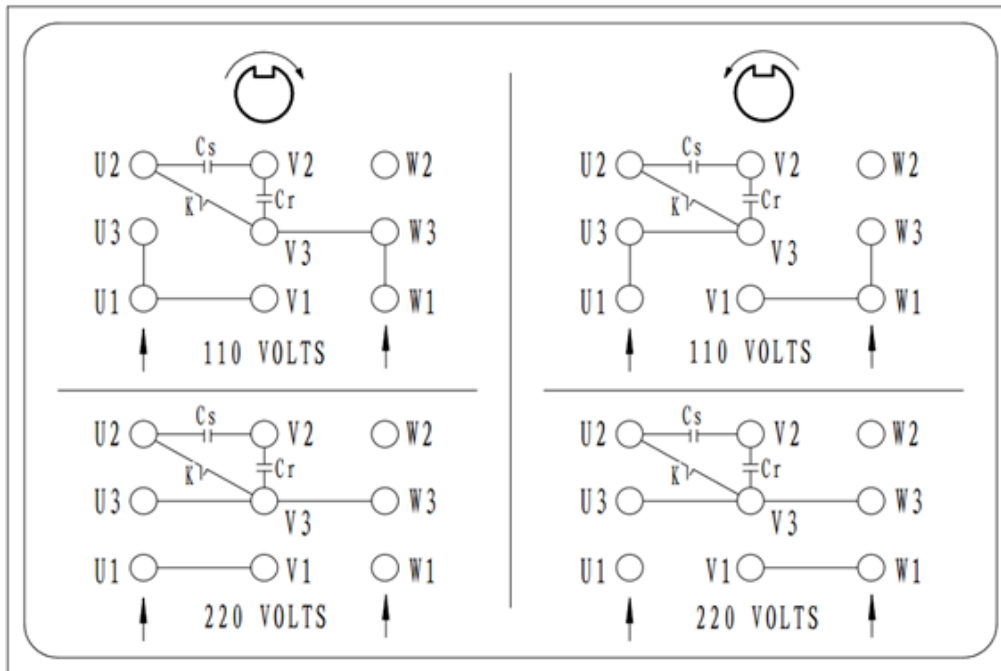 Cs
U2 V2 W2
K Cr
U3 V3 W3
U1 V1 W1
110 VOLTS
Cs
U2 V2 W2
K Cr
U3 V3 W3
U1 V1 W1
110 VOLTS
Cs
U2 V2 W2
K Cr
U3 V3 W3
U1 V1 W1
220 VOLTS
Cs
U2 V2 W2
K Cr
U3 V3 W3
U1 V1 W1
220 VOLTS